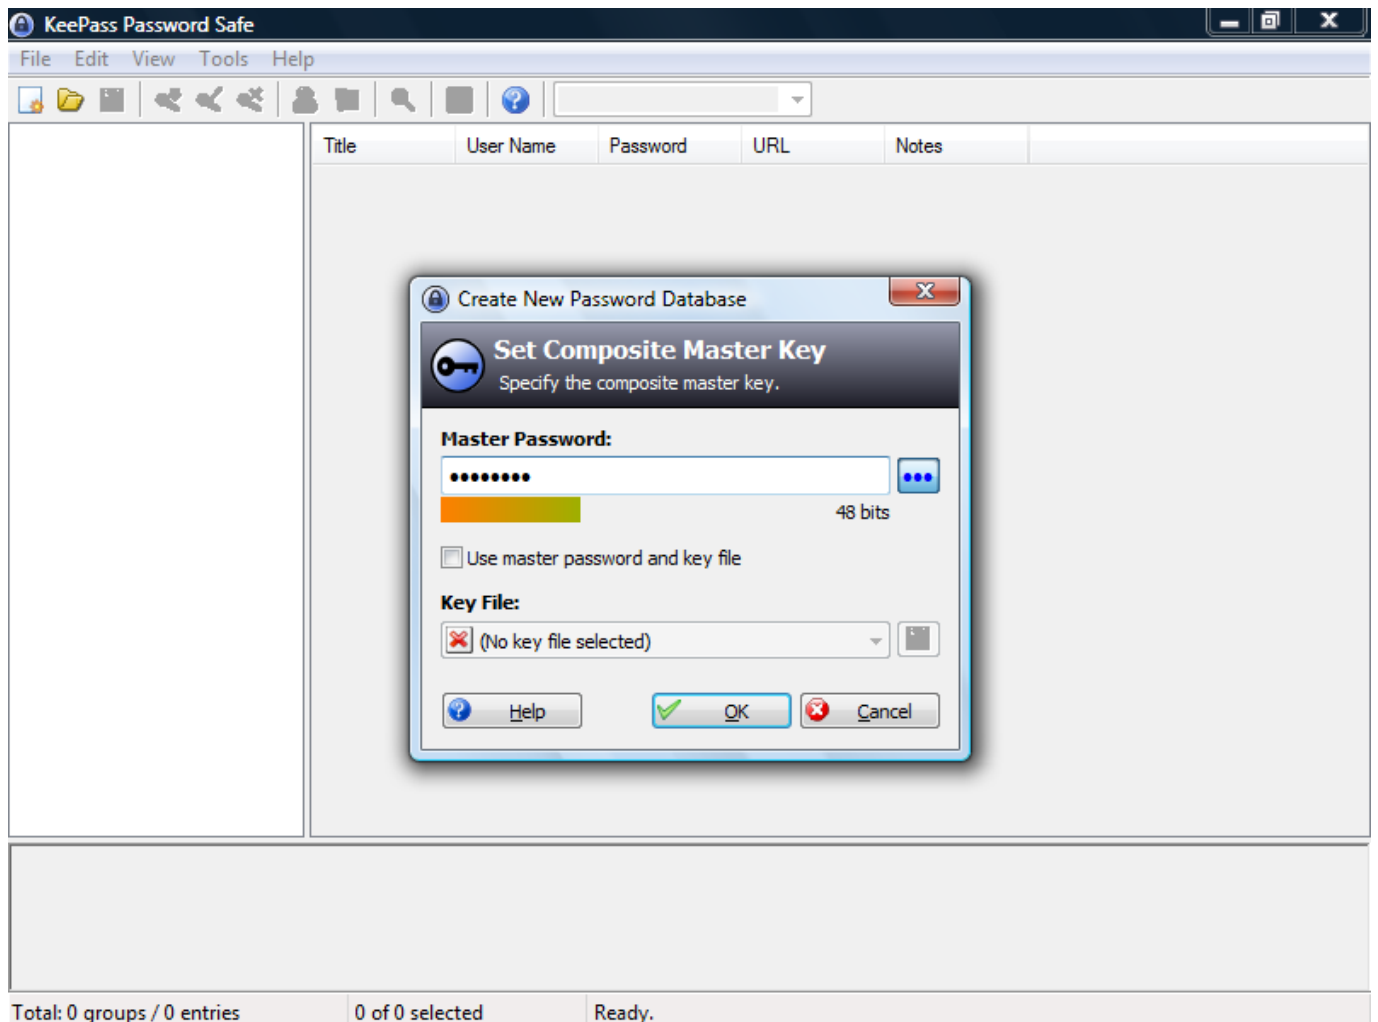 KeePass Password Safe
File Edit View Tools Help
Title User Name Password URL Notes
Create New Password Database
Set Composite Master Key
Specify the composite master key.
Master Password:
••••••••
48 bits
Use master password and key file
Key File:
(No key file selected)
Help OK Cancel
Total: 0 groups / 0 entries 0 of 0 selected Ready.